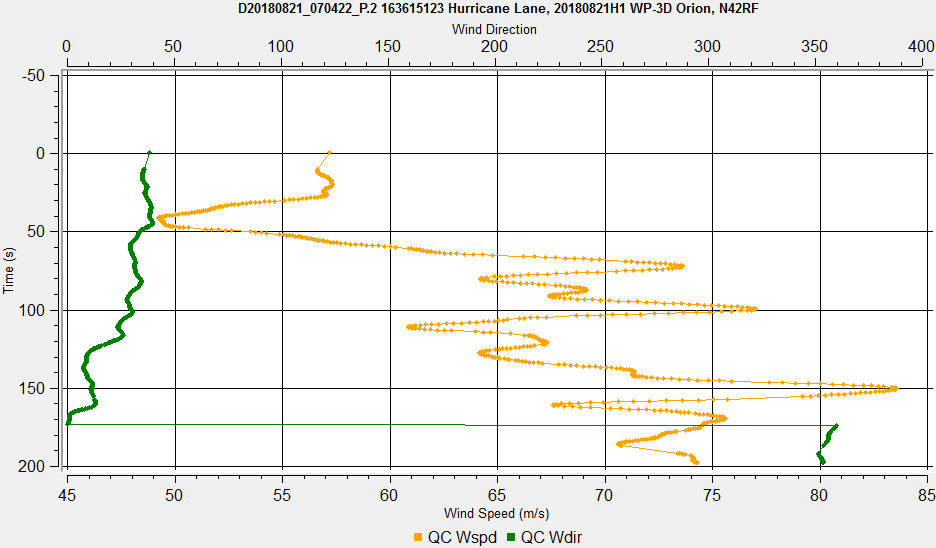 D20180821_070422_P.2 163615123 Hurricane Lane, 20180821H1 WP-3D Orion, N42RF
Wind Direction
0 50 100 150 200 250 300 350 400
-50
0
50
100
150
200
Time (s)
45 50 55 60 65 70 75 80 85
Wind Speed (m/s)
QC Wspd QC Wdir